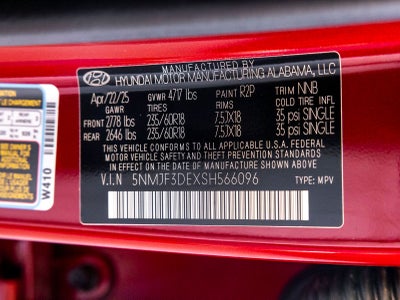 MANUFACTURED BY
HYUNDAI MOTOR MANUFACTURING ALABAMA, LLC
Apr/22/25 GVWR 4717 lbs PAINT R2P TRIM NNB
GAWR TIRES RIMS COLD
FRONT 2778 lbs 235/60R18 7.5JX18 35 psi SINGLE
REAR 2646 lbs 235/60R18 7.5JX18 35 psi SINGLE
THIS VEHICLE CONFORMS TO ALL APPLICABLE U.S.A. FEDERAL
MOTOR VEHICLE SAFETY AND THEFT PREVENTION STANDARDS
IN EFFECT ON THE DATE OF MANUFACTURE SHOWN ABOVE.
V.I.N 5NMJF3DEXSH566096 TYPE: MPV
W410